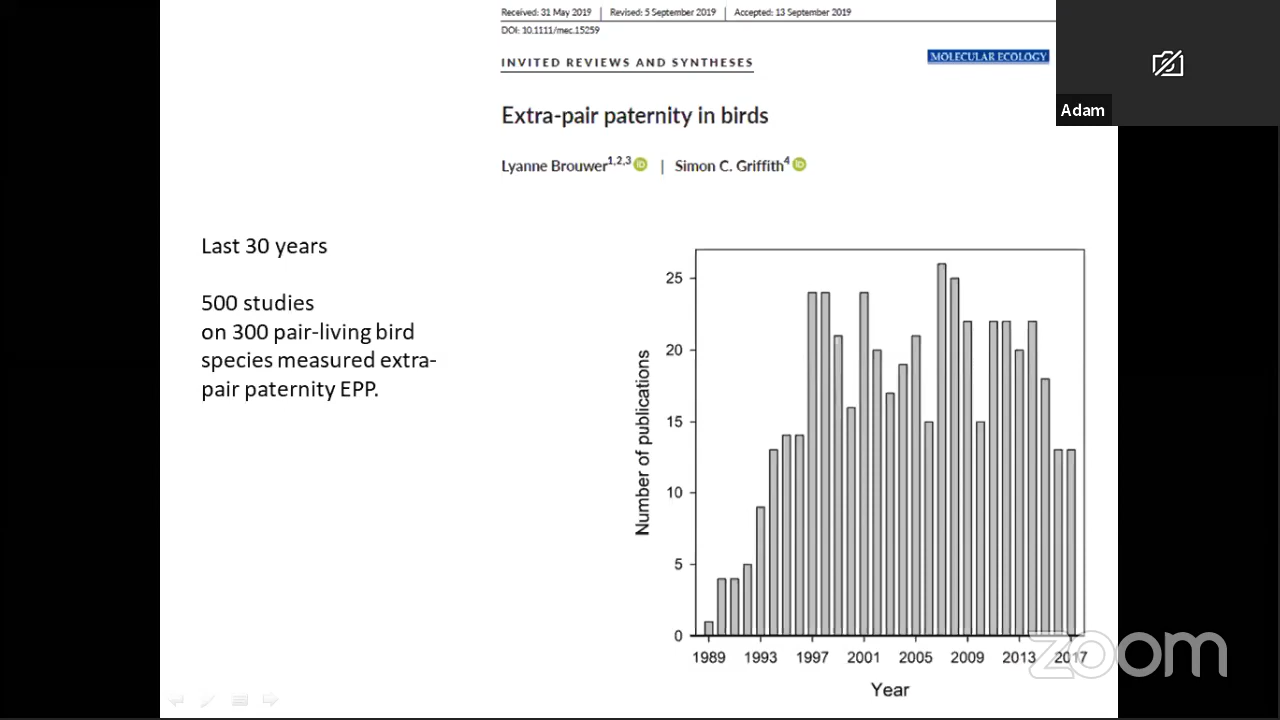 Received: 31 May 2019 | Revised: 5 September 2019 | Accepted: 13 September 2019
DOI: 10.1111/mec.15259
INVITED REVIEWS AND SYNTHESES
MOLECULAR ECOLOGY
Adam
Extra-pair paternity in birds
Lyanne Brouwer1,2,3 iD | Simon C. Griffith4 iD
Last 30 years
500 studies
on 300 pair-living bird
species measured extra-
pair paternity EPP.
Number of publications
25
20
15
10
5
0
1989 1993 1997 2001 2005 2009 2013 2017
Year
zoom